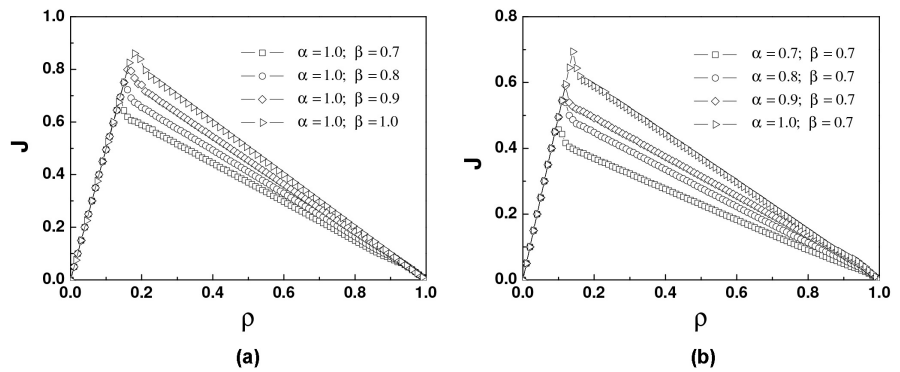 1.0
0.8
0.6
0.4
0.2
0.0
J
0.0 0.2 0.4 0.6 0.8 1.0
ρ
α = 1.0; β = 0.7
α = 1.0; β = 0.8
α = 1.0; β = 0.9
α = 1.0; β = 1.0
(a)
0.8
0.6
0.4
0.2
0.0
J
0.0 0.2 0.4 0.6 0.8 1.0
ρ
α = 0.7; β = 0.7
α = 0.8; β = 0.7
α = 0.9; β = 0.7
α = 1.0; β = 0.7
(b)